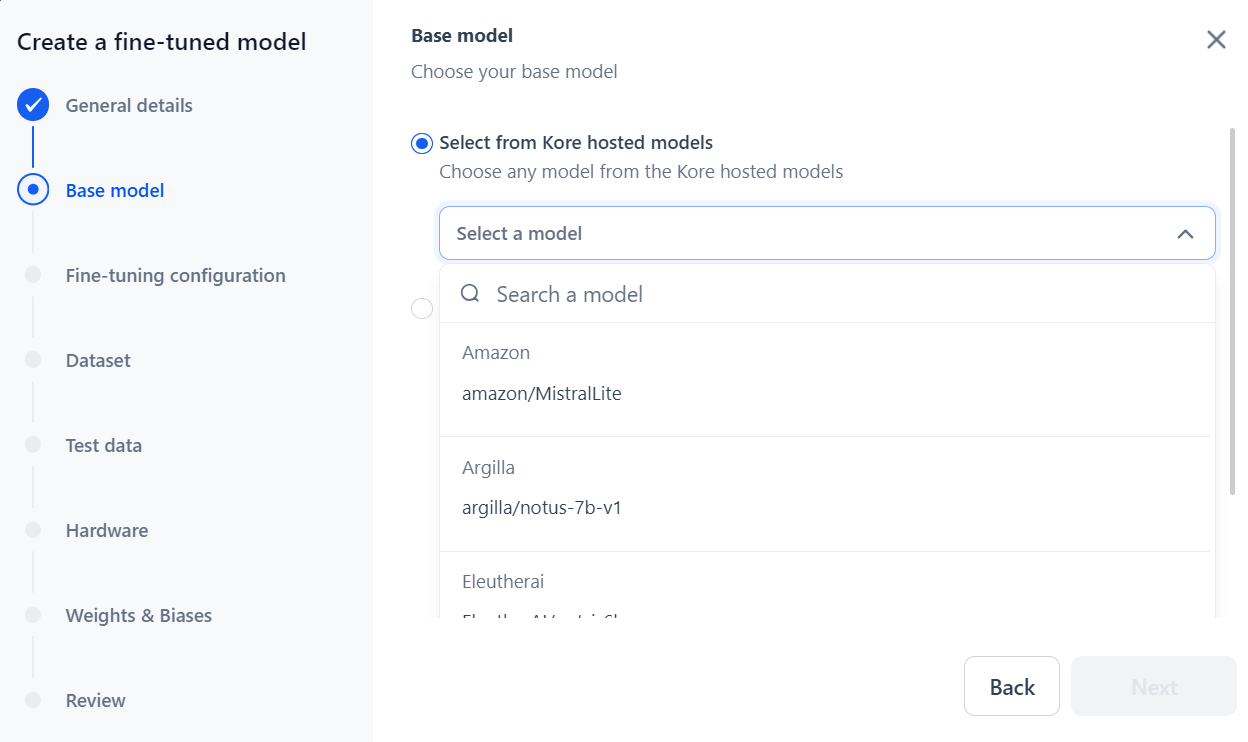 Create a fine-tuned model
General details
Base model
Fine-tuning configuration
Dataset
Test data
Hardware
Weights & Biases
Review
Base model
Choose your base model
Select from Kore hosted models
Choose any model from the Kore hosted models
Select a model
Search a model
Amazon
amazon/MistralLite
Argilla
argilla/notus-7b-v1
Eleutherai
Back
Next